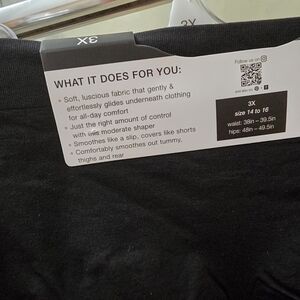 3X
3X
WHAT IT DOES FOR YOU:
• Soft, luscious fabric that gently &
effortlessly glides underneath clothing
for all-day comfort
• Just the right amount of control
with this moderate shaper
• Smoothes like a slip, covers like shorts
• Comfortably smoothes out tummy,
thighs and rear
Follow us on
3X
size 14 to 16
waist: 38in – 39.5in
hips: 48in – 49.5in